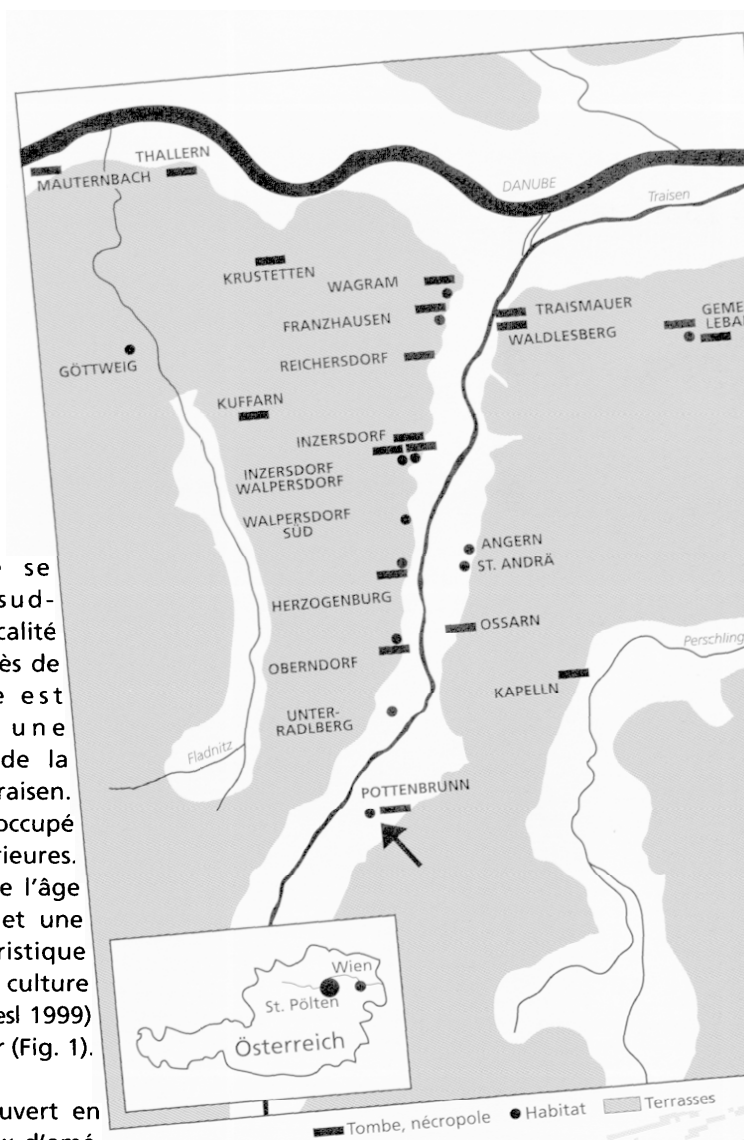 DANUBE
Traisen
THALLERN
MAUTERNBACH
KRUSTETTEN
WAGRAM
FRANZHAUSEN
TRAISMAUER
WALDLESBERG
GEME
LEBA
REICHERSDORF
GÖTTWEIG
KUFFARN
INZERSDORF
INZERSDORF
WALPERSDORF
WALPERSDORF
SÜD
ANGERN
ST. ANDRÄ
HERZOGENBURG
OSSARN
OBERNDORF
Perschling
KAPELLN
UNTER-
RADLBERG
Fladnitz
POTTENBRUNN
Wien
St. Pölten
Österreich
Tombe, nécropole
Habitat
Terrasses
se
sud-
calité
ès de
est
une
de la
raisen.
occupé
rieures.
e l'âge
et une
ristique
culture
esl 1999)
r (Fig. 1).
uvert en